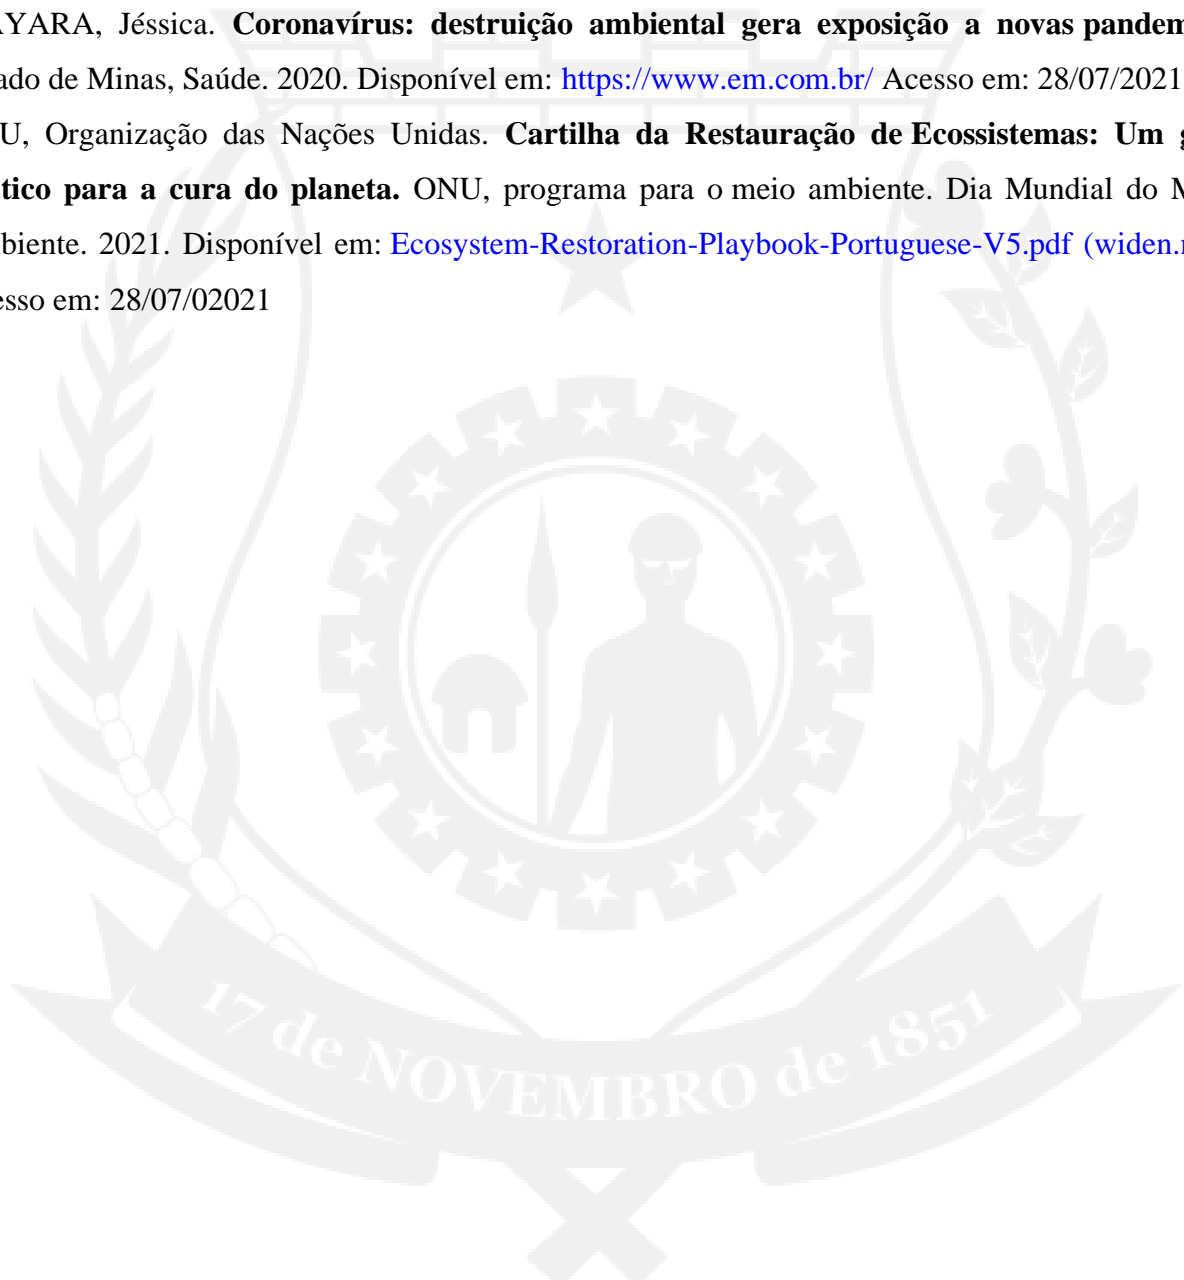 AYARA, Jéssica. Coronavírus: destruição ambiental gera exposição a novas pandem
ado de Minas, Saúde. 2020. Disponível em: https://www.em.com.br/ Acesso em: 28/07/2021
U, Organização das Nações Unidas. Cartilha da Restauração de Ecossistemas: Um g
tico para a cura do planeta. ONU, programa para o meio ambiente. Dia Mundial do M
biente. 2021. Disponível em: Ecosystem-Restoration-Playbook-Portuguese-V5.pdf (widen.n
esso em: 28/07/02021
17 de NOVEMBRO de 1851